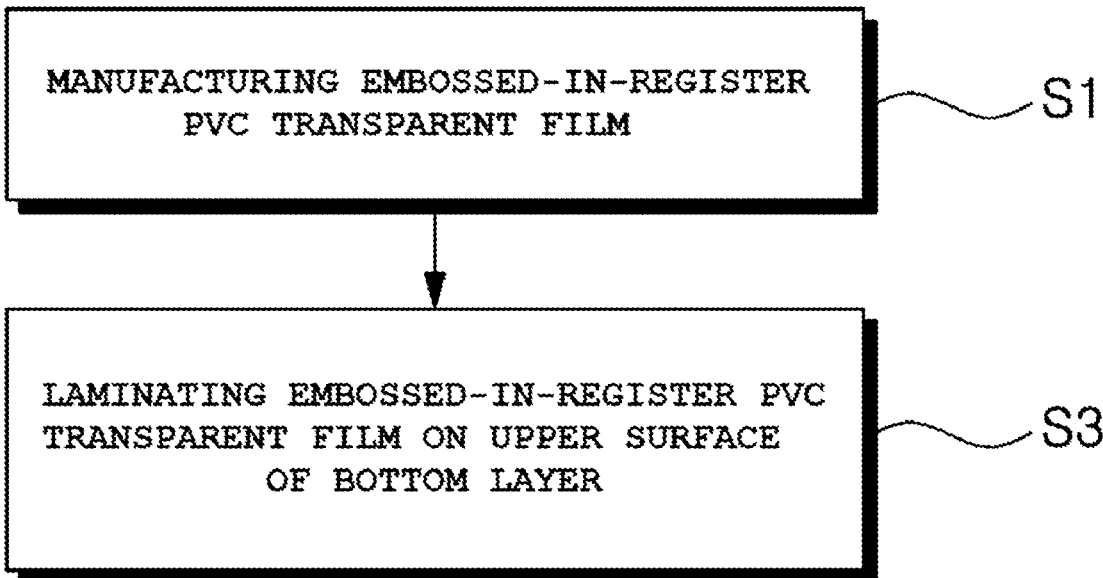 MANUFACTURING EMBOSSED-IN-REGISTER
PVC TRANSPARENT FILM
S1
LAMINATING EMBOSSED-IN-REGISTER PVC
TRANSPARENT FILM ON UPPER SURFACE
OF BOTTOM LAYER
S3